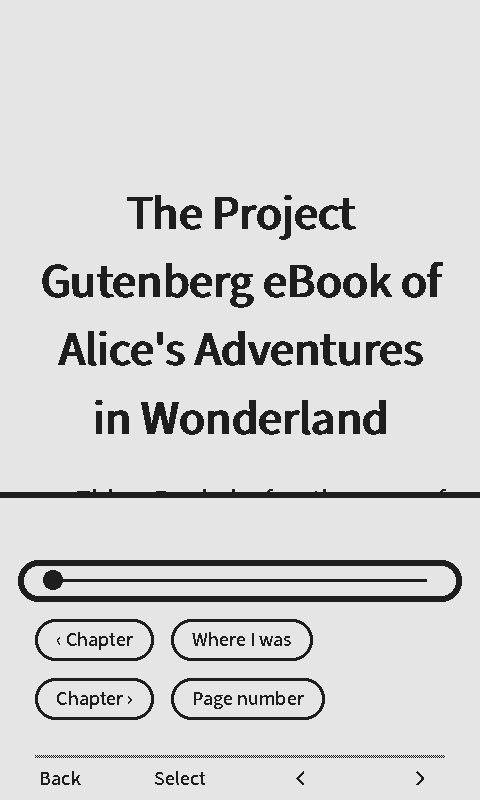 The Project
Gutenberg eBook of
Alice's Adventures
in Wonderland
‹ Chapter
Where I was
Chapter ›
Page number
Back
Select
‹
›